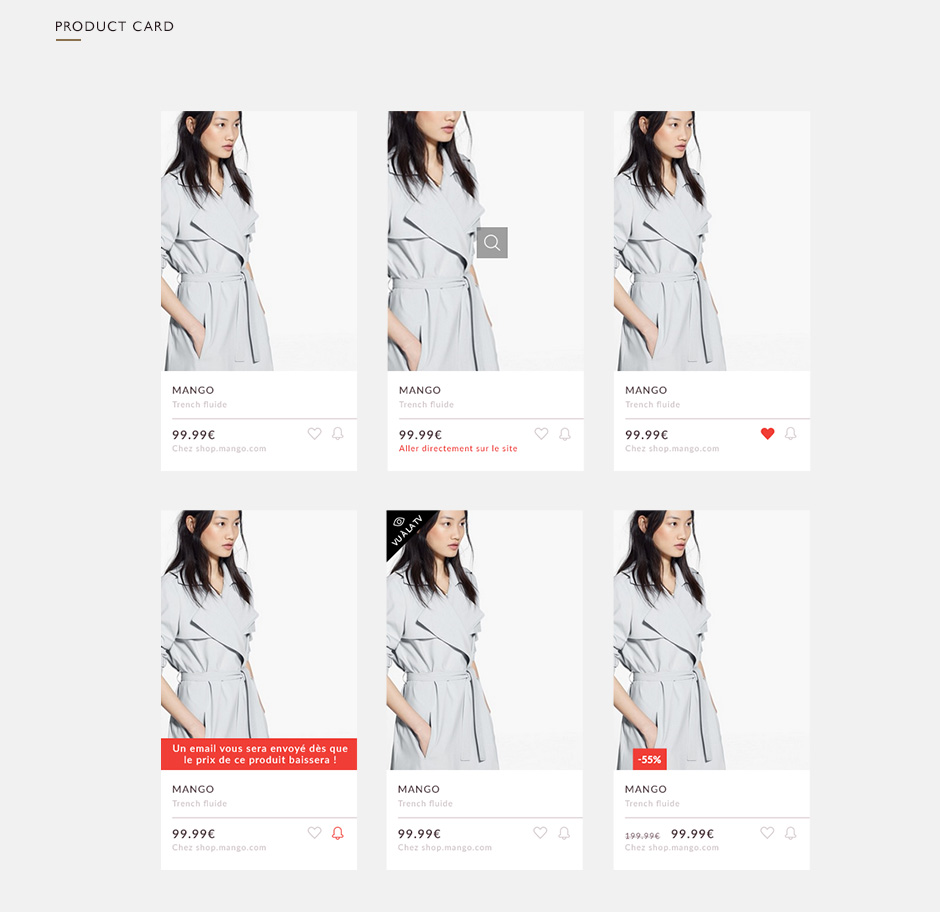 PRODUCT CARD
MANGO
Trench fluide
99.99€
Chez shop.mango.com
MANGO
Trench fluide
99.99€
Aller directement sur le site
MANGO
Trench fluide
99.99€
Chez shop.mango.com
Un email vous sera envoyé dès que
le prix de ce produit baissera !
MANGO
Trench fluide
99.99€
Chez shop.mango.com
VU À LA TV
MANGO
Trench fluide
99.99€
Chez shop.mango.com
-55%
MANGO
Trench fluide
199.99€ 99.99€
Chez shop.mango.com